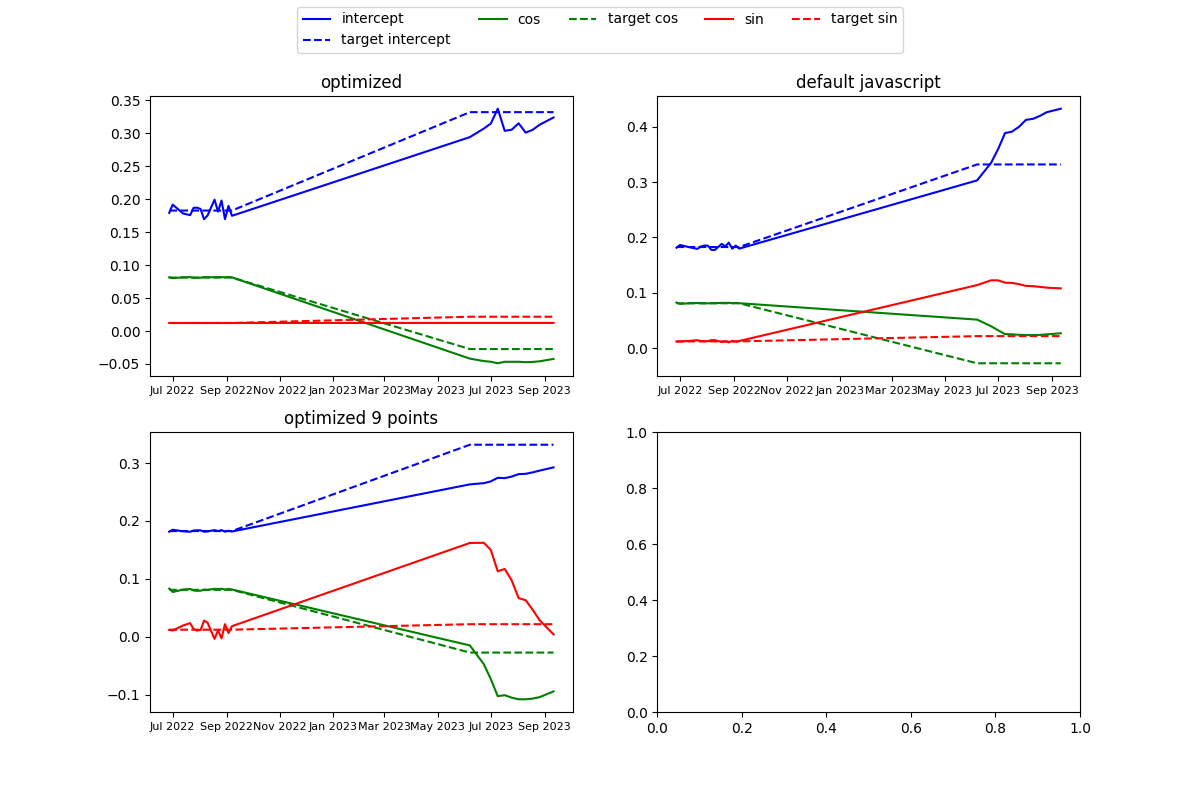 intercept cos target cos sin target sin
target intercept
optimized
0.35
0.30
0.25
0.20
0.15
0.10
0.05
0.00
−0.05
Jul 2022 Sep 2022 Nov 2022 Jan 2023 Mar 2023 May 2023 Jul 2023 Sep 2023
default javascript
0.4
0.3
0.2
0.1
0.0
Jul 2022 Sep 2022 Nov 2022 Jan 2023 Mar 2023 May 2023 Jul 2023 Sep 2023
optimized 9 points
0.3
0.2
0.1
0.0
−0.1
Jul 2022 Sep 2022 Nov 2022 Jan 2023 Mar 2023 May 2023 Jul 2023 Sep 2023
1.0
0.8
0.6
0.4
0.2
0.0
0.0 0.2 0.4 0.6 0.8 1.0